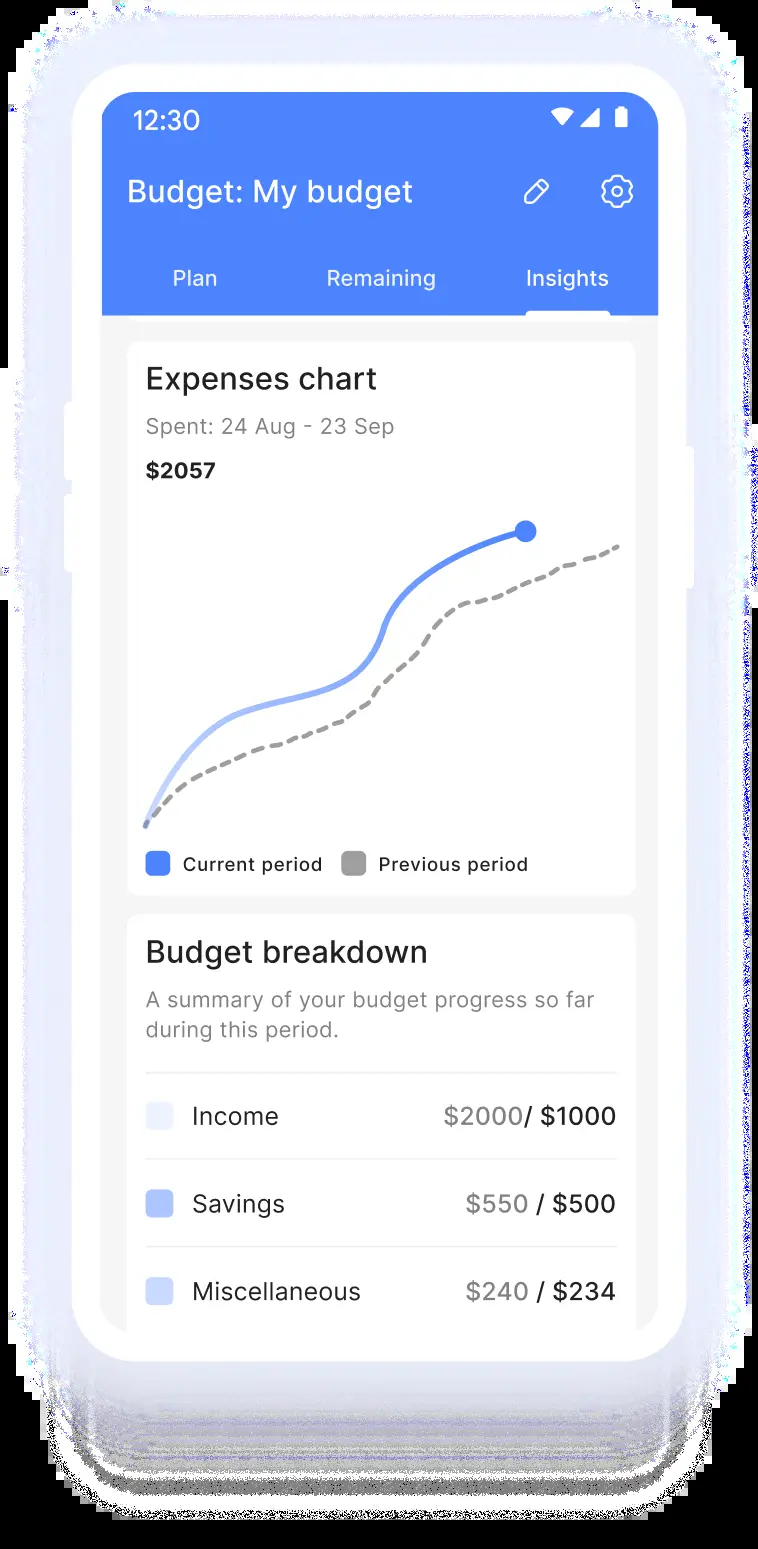 12:30
Budget: My budget
Plan Remaining Insights
Expenses chart
Spent: 24 Aug - 23 Sep
$2057
Current period Previous period
Budget breakdown
A summary of your budget progress so far
during this period.
Income $2000/ $1000
Savings $550 / $500
Miscellaneous $240 / $234